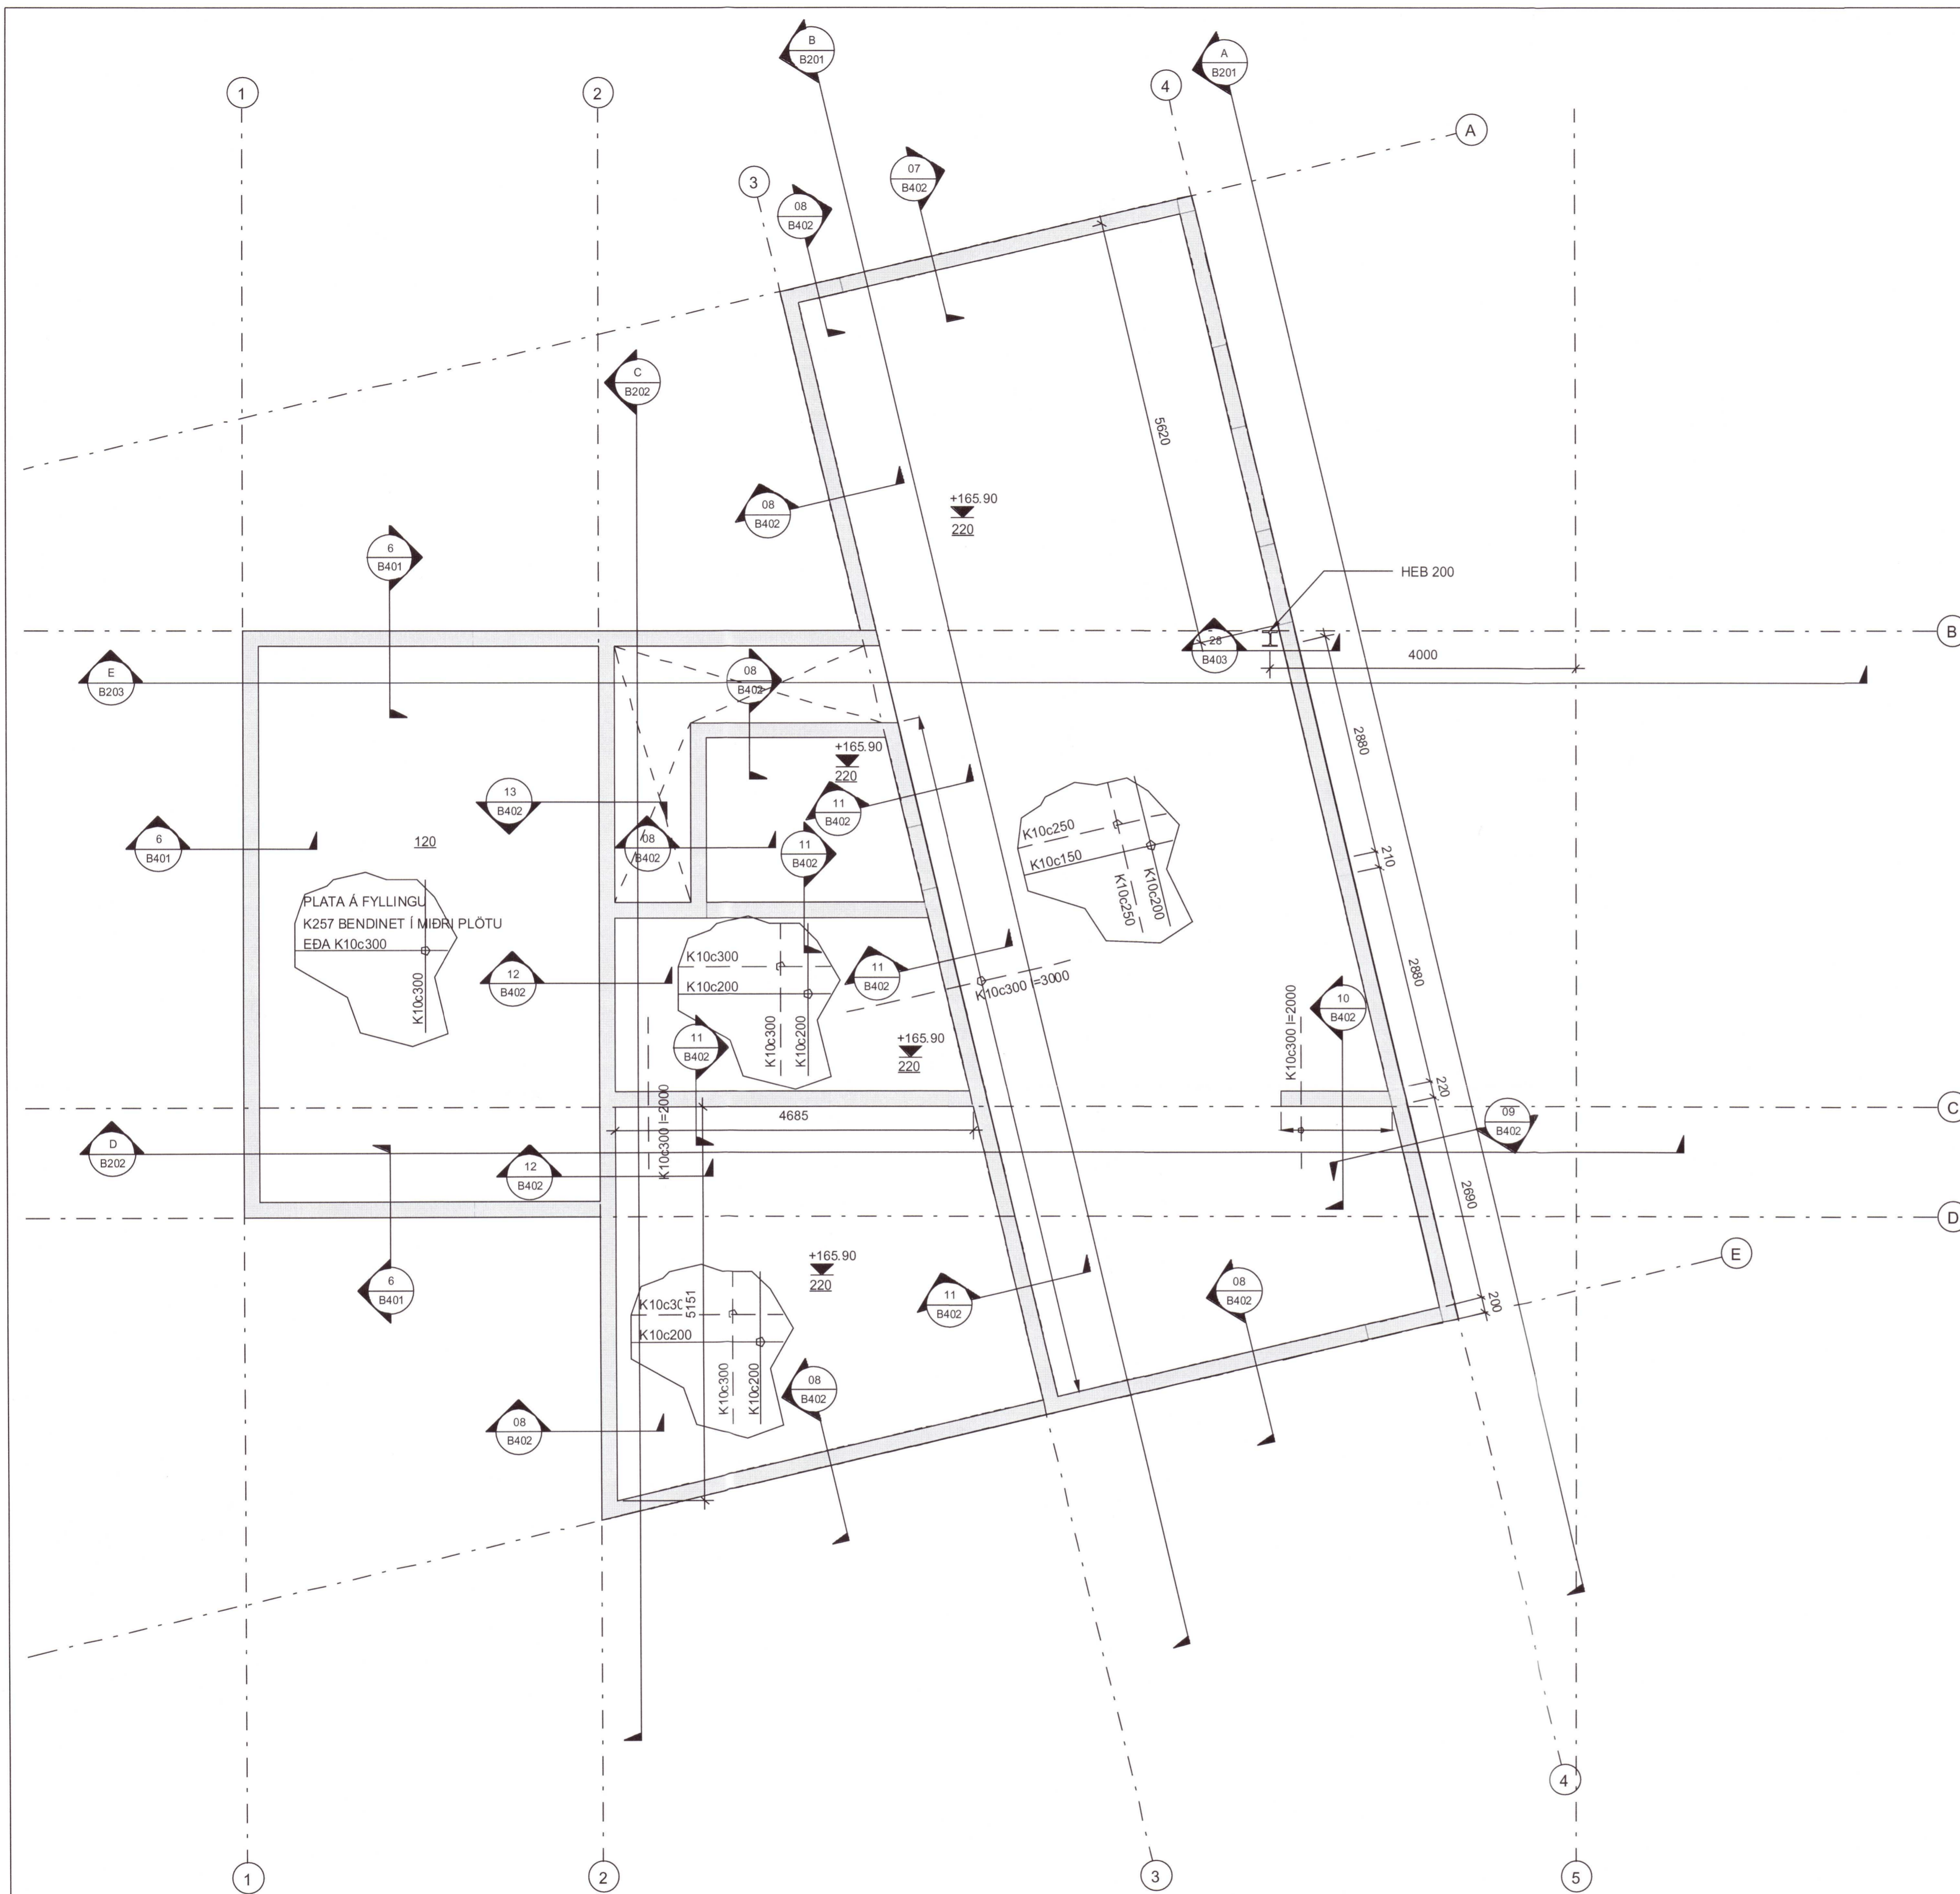 B
B201
A
B201
1
2
4
A
3
07
B402
08
B402
C
B202
5620
08
B402
+165.90
220
6
B401
HEB 200
B
28
B403
4000
E
B203
08
B402
2880
+165.90
220
13
B402
11
B402
6
B401
120
08
B402
11
B402
K10c250
K10c150
K10c250
K10c200
210
PLATA Á FYLLINGU
K257 BENDINET Í MIÐRI PLÖTU
EÐA K10c300
K10c300
K10c300
K10c200
K10c300
K10c200
12
B402
11
B402
K10c300 l=3000
2880
10
B402
K10c300 l=2000
11
B402
+165.90
220
K10c300 l=2000
4685
220
C
09
B402
D
B202
12
B402
2690
D
E
+165.90
220
6
B401
K10c30
5151
K10c200
K10c300
K10c200
11
B402
08
B402
200
08
B402
08
B402
4
1
2
3
5